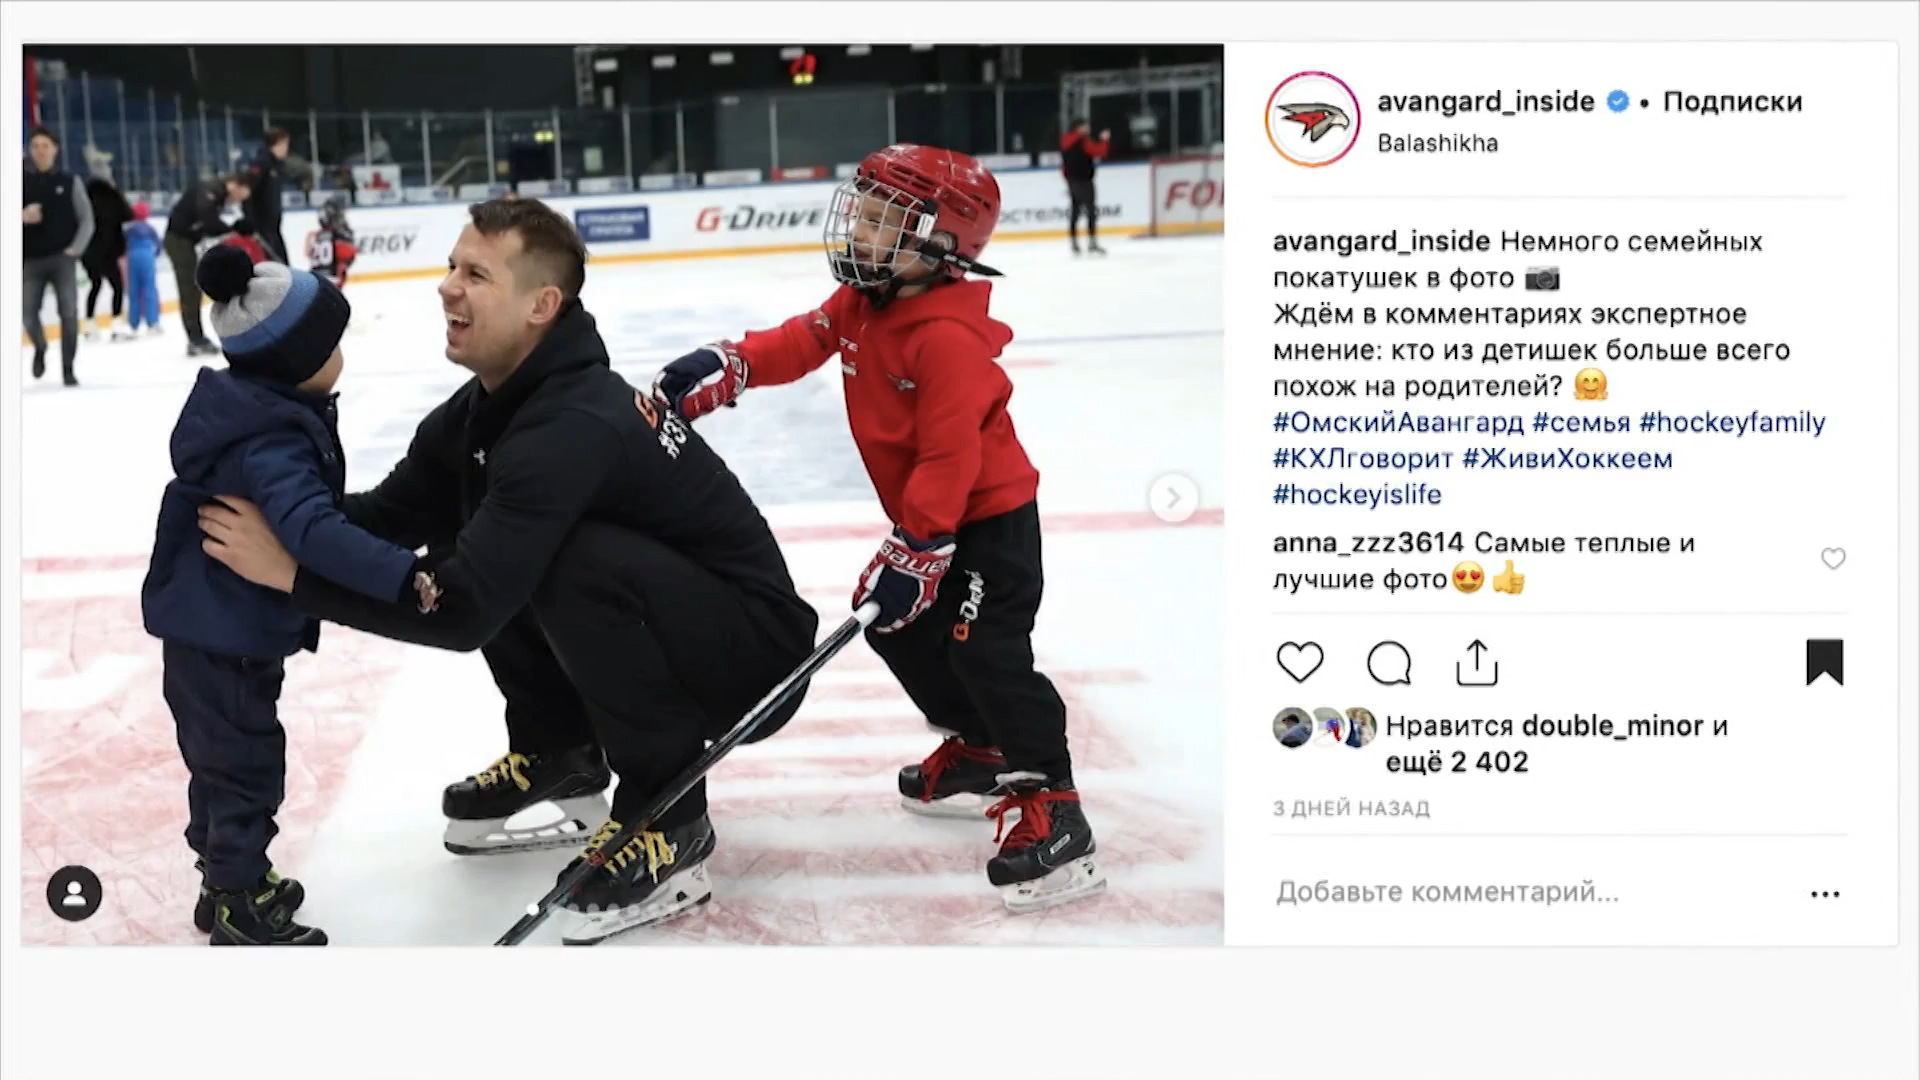 avangard_inside • Подписки
Balashikha
avangard_inside Немного семейных
покатушек в фото 📷
Ждём в комментариях экспертное
мнение: кто из детишек больше всего
похож на родителей? 🤗
#ОмскийАвангард #семья #hockeyfamily
#КХЛговорит #ЖивиХоккеем
#hockeyislife
anna_zzz3614 Самые теплые и
лучшие фото😍👍
Нравится double_minor и
ещё 2 402
3 ДНЕЙ НАЗАД
Добавьте комментарий...
СТРАХОВАЯ
ГРУППА
G-DRIVE
BAUER
G-DRIVE